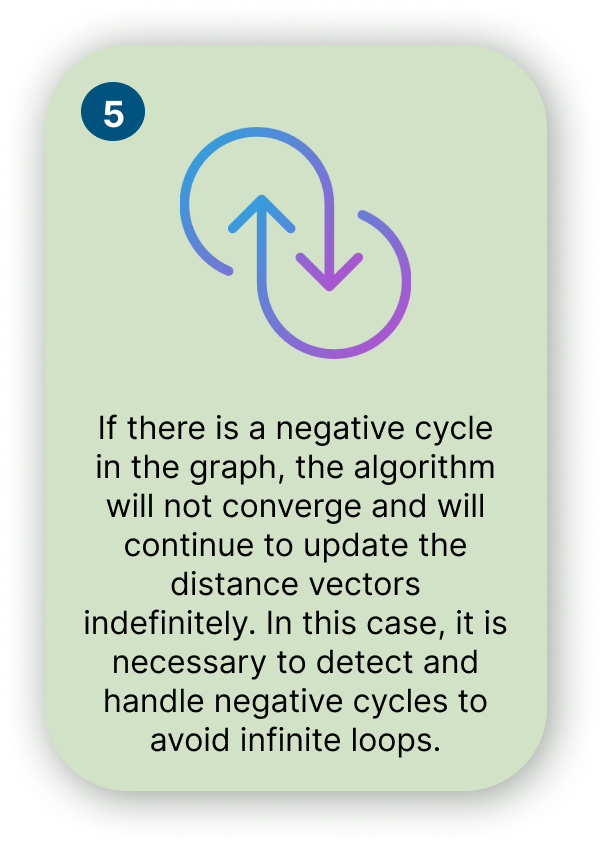 5
If there is a negative cycle
in the graph, the algorithm
will not converge and will
continue to update the
distance vectors
indefinitely. In this case, it is
necessary to detect and
handle negative cycles to
avoid infinite loops.